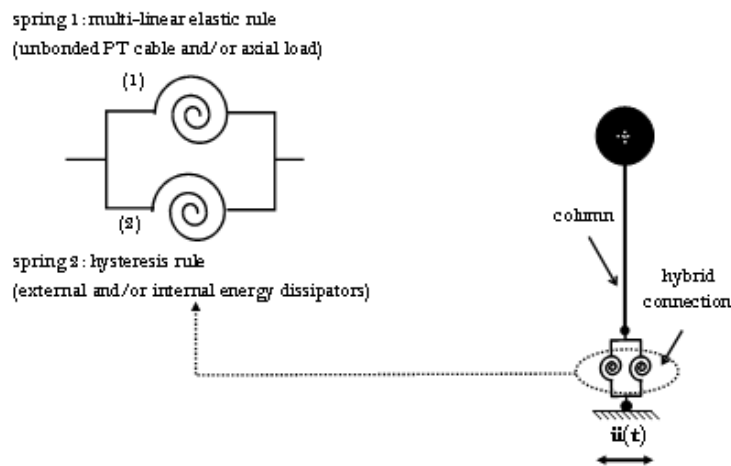 spring 1: multi-linear elastic rule
(unbonded PT cable and/or axial load)
(1)
(2)
spring 2: hysteresis rule
(external and/or internal energy dissipators)
column
hybrid
connection
ü(t)